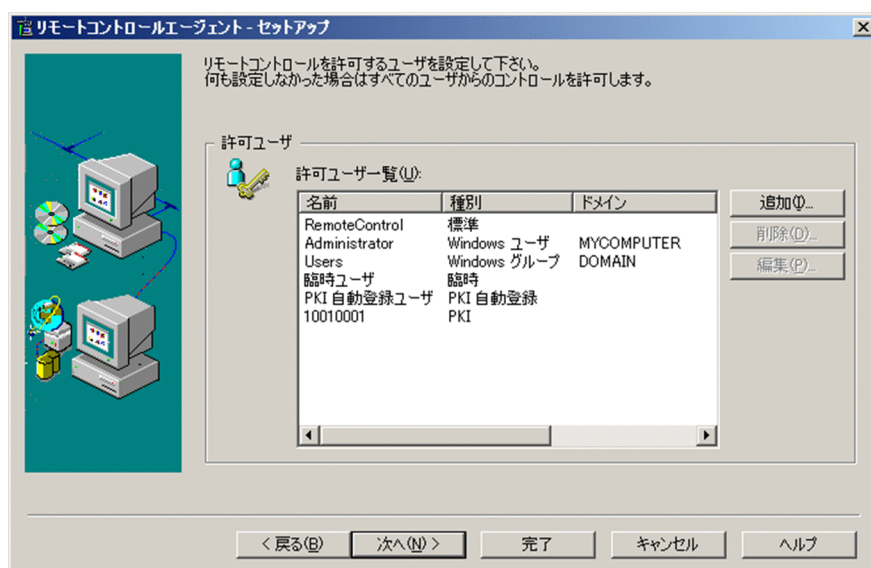 リモートコントロールエージェント - セットアップ
リモートコントロールを許可するユーザを設定して下さい。
何も設定しなかった場合はすべてのユーザからのコントロールを許可します。
許可ユーザ
許可ユーザ一覧(U):
名前 種別 ドメイン
RemoteControl 標準
Administrator Windows ユーザ MYCOMPUTER
Users Windows グループ DOMAIN
臨時ユーザ 臨時
PKI 自動登録ユーザ PKI 自動登録
10010001 PKI
追加(I)...
削除(D)...
編集(P)...
< 戻る(B) 次へ(N) > 完了 キャンセル ヘルプ